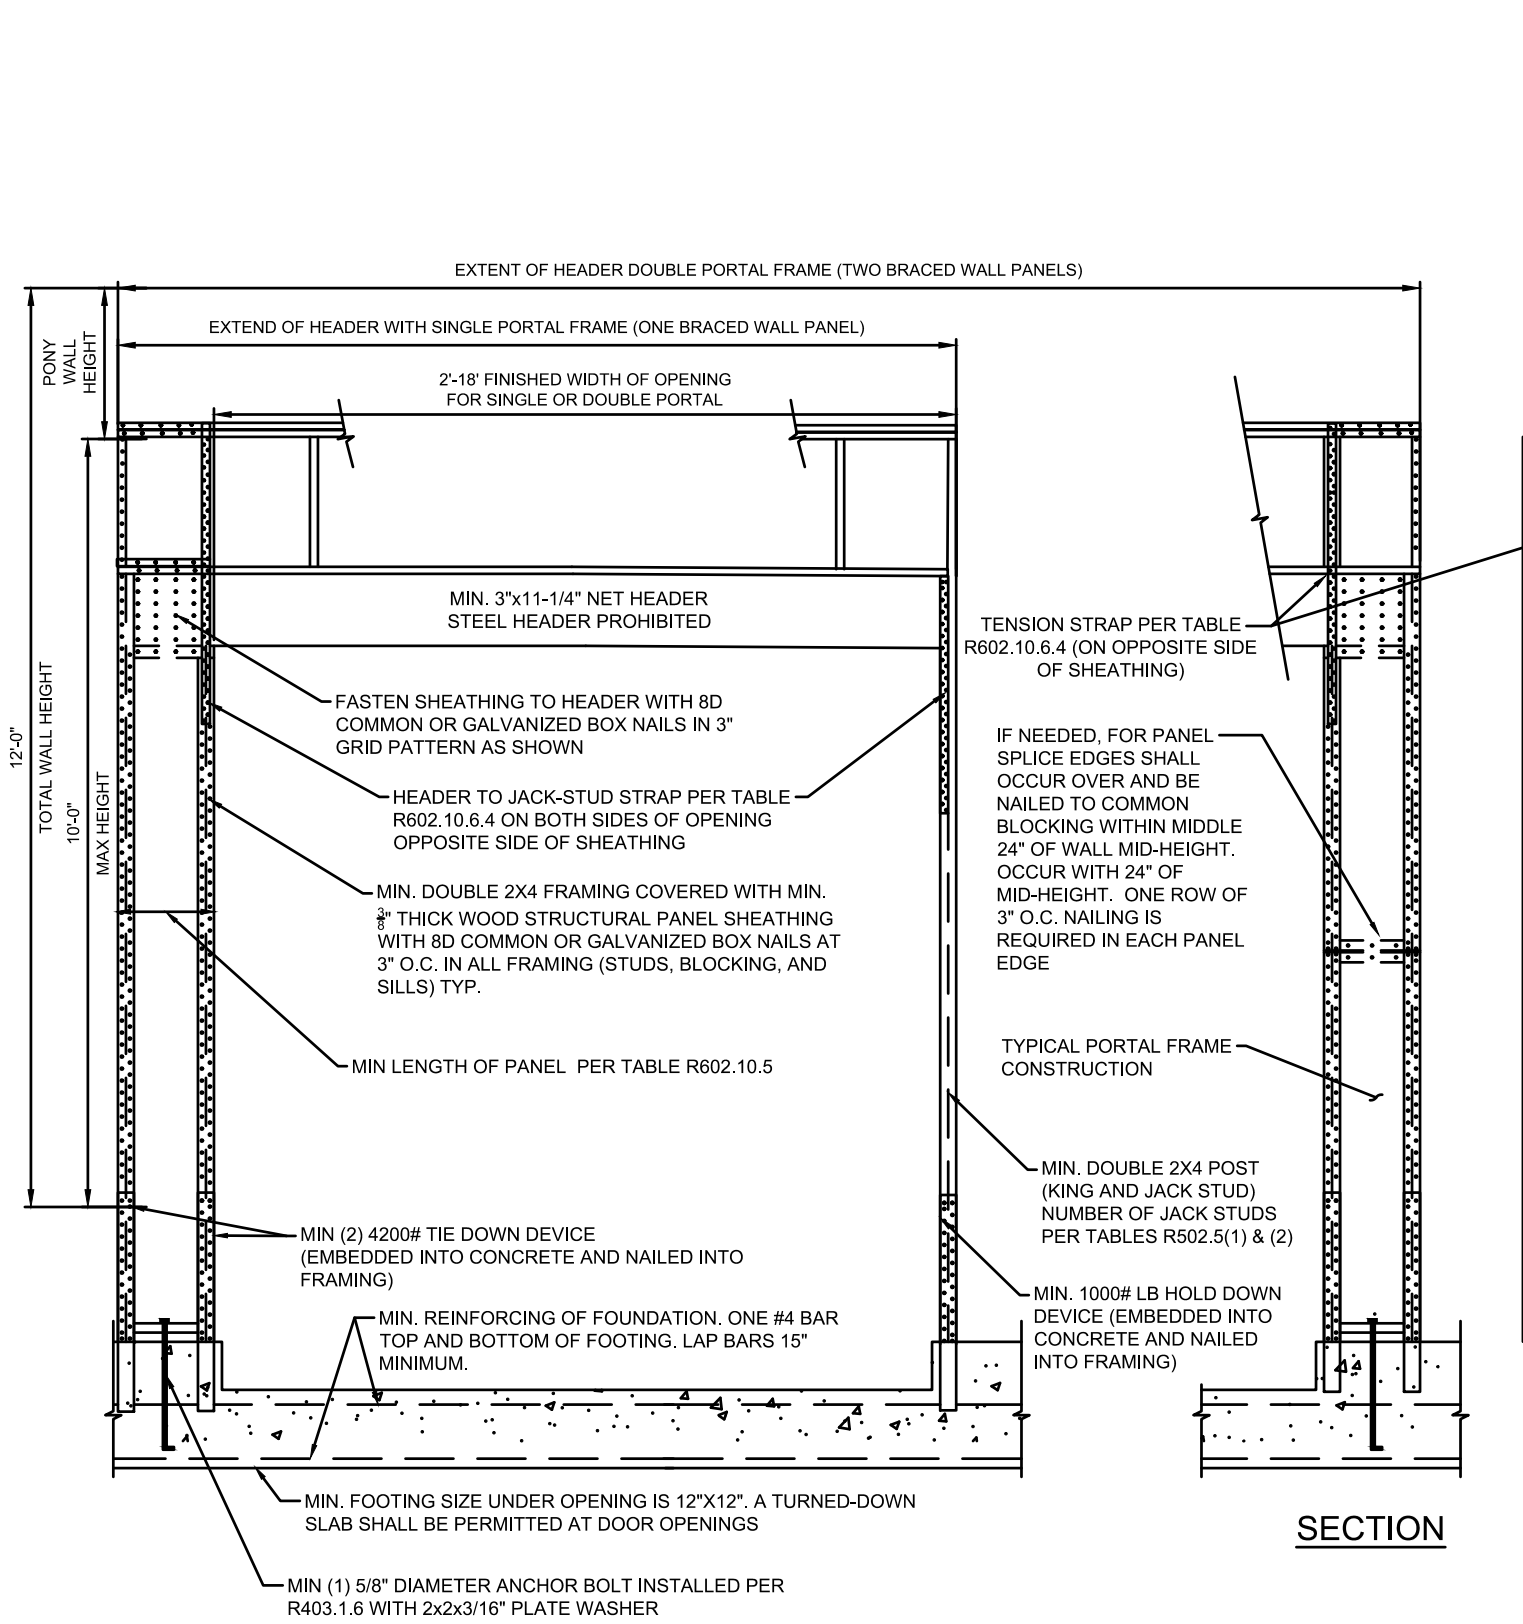 EXTENT OF HEADER DOUBLE PORTAL FRAME (TWO BRACED WALL PANELS)
EXTEND OF HEADER WITH SINGLE PORTAL FRAME (ONE BRACED WALL PANEL)
PONY
WALL
HEIGHT
2'-18' FINISHED WIDTH OF OPENING
FOR SINGLE OR DOUBLE PORTAL
MIN. 3"x11-1/4" NET HEADER
STEEL HEADER PROHIBITED
TENSION STRAP PER TABLE
R602.10.6.4 (ON OPPOSITE SIDE
OF SHEATHING)
12'-0"
TOTAL WALL HEIGHT
10'-0"
MAX HEIGHT
FASTEN SHEATHING TO HEADER WITH 8D
COMMON OR GALVANIZED BOX NAILS IN 3"
GRID PATTERN AS SHOWN
HEADER TO JACK-STUD STRAP PER TABLE
R602.10.6.4 ON BOTH SIDES OF OPENING
OPPOSITE SIDE OF SHEATHING
IF NEEDED, FOR PANEL
SPLICE EDGES SHALL
OCCUR OVER AND BE
NAILED TO COMMON
BLOCKING WITHIN MIDDLE
24" OF WALL MID-HEIGHT.
OCCUR WITH 24" OF
MID-HEIGHT. ONE ROW OF
3" O.C. NAILING IS
REQUIRED IN EACH PANEL
EDGE
MIN. DOUBLE 2X4 FRAMING COVERED WITH MIN.
3/8" THICK WOOD STRUCTURAL PANEL SHEATHING
WITH 8D COMMON OR GALVANIZED BOX NAILS AT
3" O.C. IN ALL FRAMING (STUDS, BLOCKING, AND
SILLS) TYP.
MIN LENGTH OF PANEL PER TABLE R602.10.5
TYPICAL PORTAL FRAME
CONSTRUCTION
MIN. DOUBLE 2X4 POST
(KING AND JACK STUD)
NUMBER OF JACK STUDS
PER TABLES R502.5(1) & (2)
MIN (2) 4200# TIE DOWN DEVICE
(EMBEDDED INTO CONCRETE AND NAILED INTO
FRAMING)
MIN. 1000# LB HOLD DOWN
DEVICE (EMBEDDED INTO
CONCRETE AND NAILED
INTO FRAMING)
MIN. REINFORCING OF FOUNDATION. ONE #4 BAR
TOP AND BOTTOM OF FOOTING. LAP BARS 15"
MINIMUM.
MIN. FOOTING SIZE UNDER OPENING IS 12"X12". A TURNED-DOWN
SLAB SHALL BE PERMITTED AT DOOR OPENINGS
SECTION
MIN (1) 5/8" DIAMETER ANCHOR BOLT INSTALLED PER
R403.1.6 WITH 2x2x3/16" PLATE WASHER